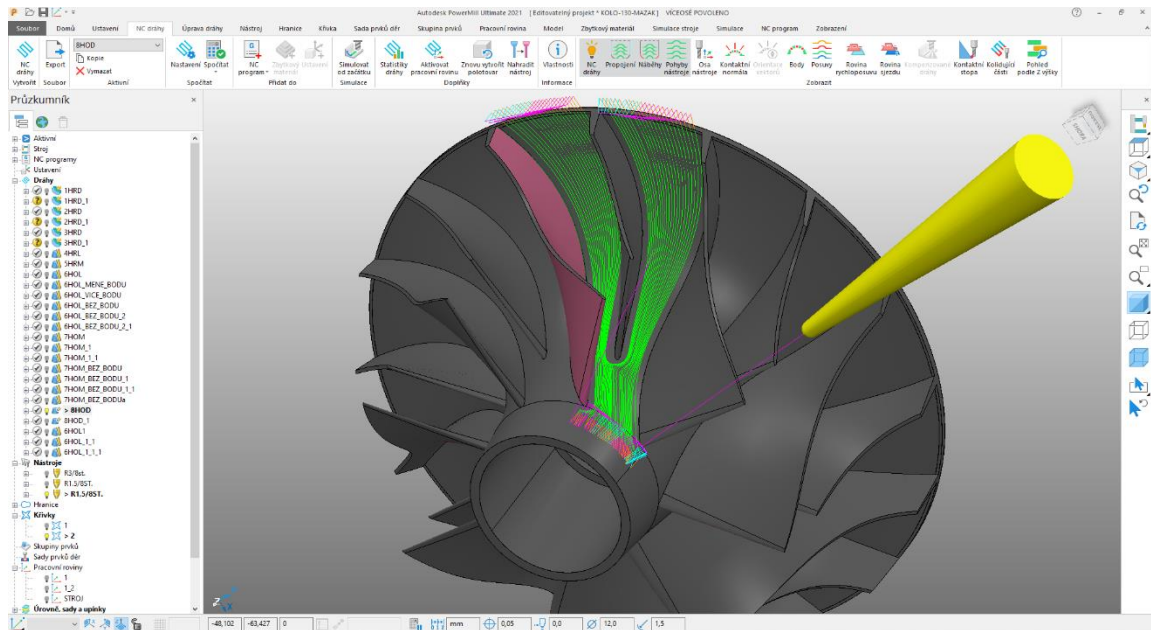 Autodesk PowerMill Ultimate 2021 [Editovatelný projekt * KOLO-130-MAZAK] VÍCEOSÉ POVOLENO
Soubor Domů Ustavení NC dráhy Úprava dráhy Nástroj Hranice Křivka Sada prvků děr Skupina prvků Pracovní rovina Model Zbytkový materiál Simulace stroje Simulace NC program Zobrazení
8HOD
Kopie
Vymazat
NC dráhy Export Nastavení Spočítat NC program Zbytkový materiál Ustavení Simulovat od začátku Statistiky dráhy Aktivovat pracovní rovinu Znovu vytvořit polotovar Nahradit nástroj Vlastnosti NC dráhy Propojení Náběhy Pohyby nástroje Osa nástroje Kontaktní normála Orientace vektorů Body Posuvy Rovina rychloposuvu Rovina sjezdu Kompenzovaná dráhy Kontaktní stopa Kolidující části Pohled podle Z výšky
Vytvořit Soubor Aktivní Spočítat Přidat do Simulace Doplňky Informace Zobrazit
Průzkumník
Aktivní
Stroj
NC programy
Ustavení
Dráhy
1HRD
1HRD_1
2HRD
2HRD_1
3HRD
3HRD_1
4HRL
5HRM
6HOL
6HOL_MENE_BODU
6HOL_VICE_BODU
6HOL_BEZ_BODU
6HOL_BEZ_BODU_2
6HOL_BEZ_BODU_2_1
7HOM
7HOM_1
7HOM_1_1
7HOM_BEZ_BODU
7HOM_BEZ_BODU_1
7HOM_BEZ_BODU_1_1
7HOM_BEZ_BODUa
> 8HOD
8HOD_1
6HOL1
6HOL_1_1
6HOL_1_1_1
Nástroje
R3/8st.
R1.5/8ST.
> R1.5/8ST.
Hranice
Křivky
1
> 2
Skupiny prvků
Sady prvků děr
Pracovní roviny
1
1_2
STROJ
Úrovně, sady a upínky
Z X
-48,102 -63,427 0 mm 0,05 0,0 12,0 1,5